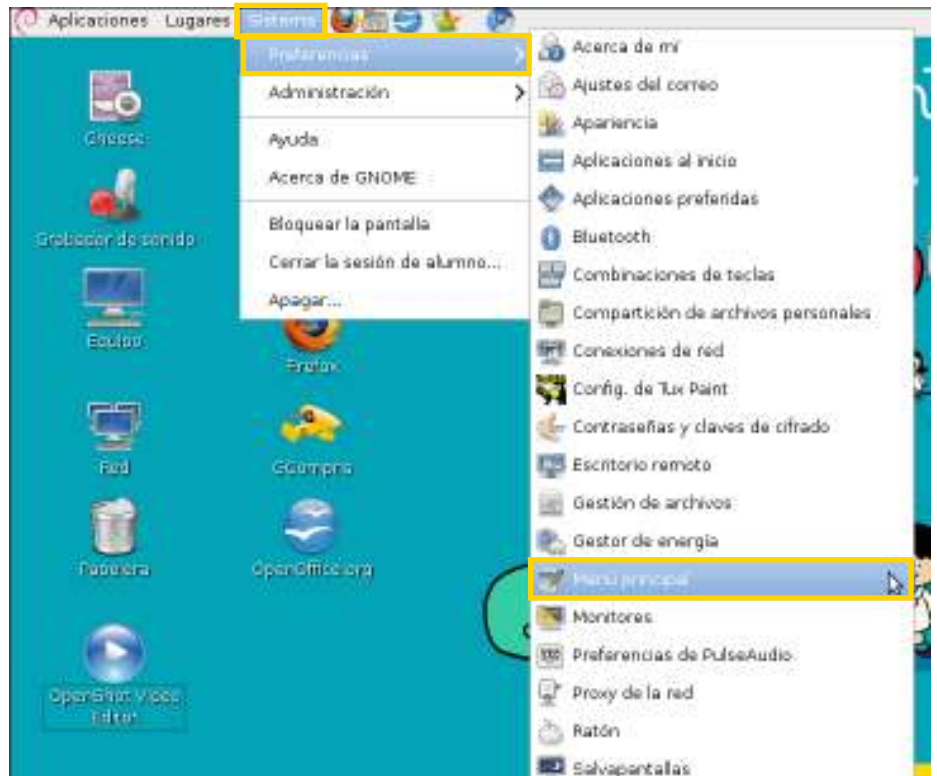 Aplicaciones Lugares Sistema
Preferencias
Administración
Ayuda
Acerca de GNOME
Bloquear la pantalla
Cerrar la sesión de alumno...
Apagar...
Acerca de mí
Ajustes del correo
Apariencia
Aplicaciones al inicio
Aplicaciones preferidas
Bluetooth
Combinaciones de teclas
Compartición de archivos personales
Conexiones de red
Config. de Tux Paint
Contraseñas y claves de cifrado
Escritorio remoto
Gestión de archivos
Gestor de energía
Menú principal
Monitores
Preferencias de PulseAudio
Proxy de la red
Ratón
Salvapantallas
Cheese
Grabador de sonido
Equipo
Firefox
Red
GCompris
Papelera
OpenOffice.org
OpenShot Video
Editor